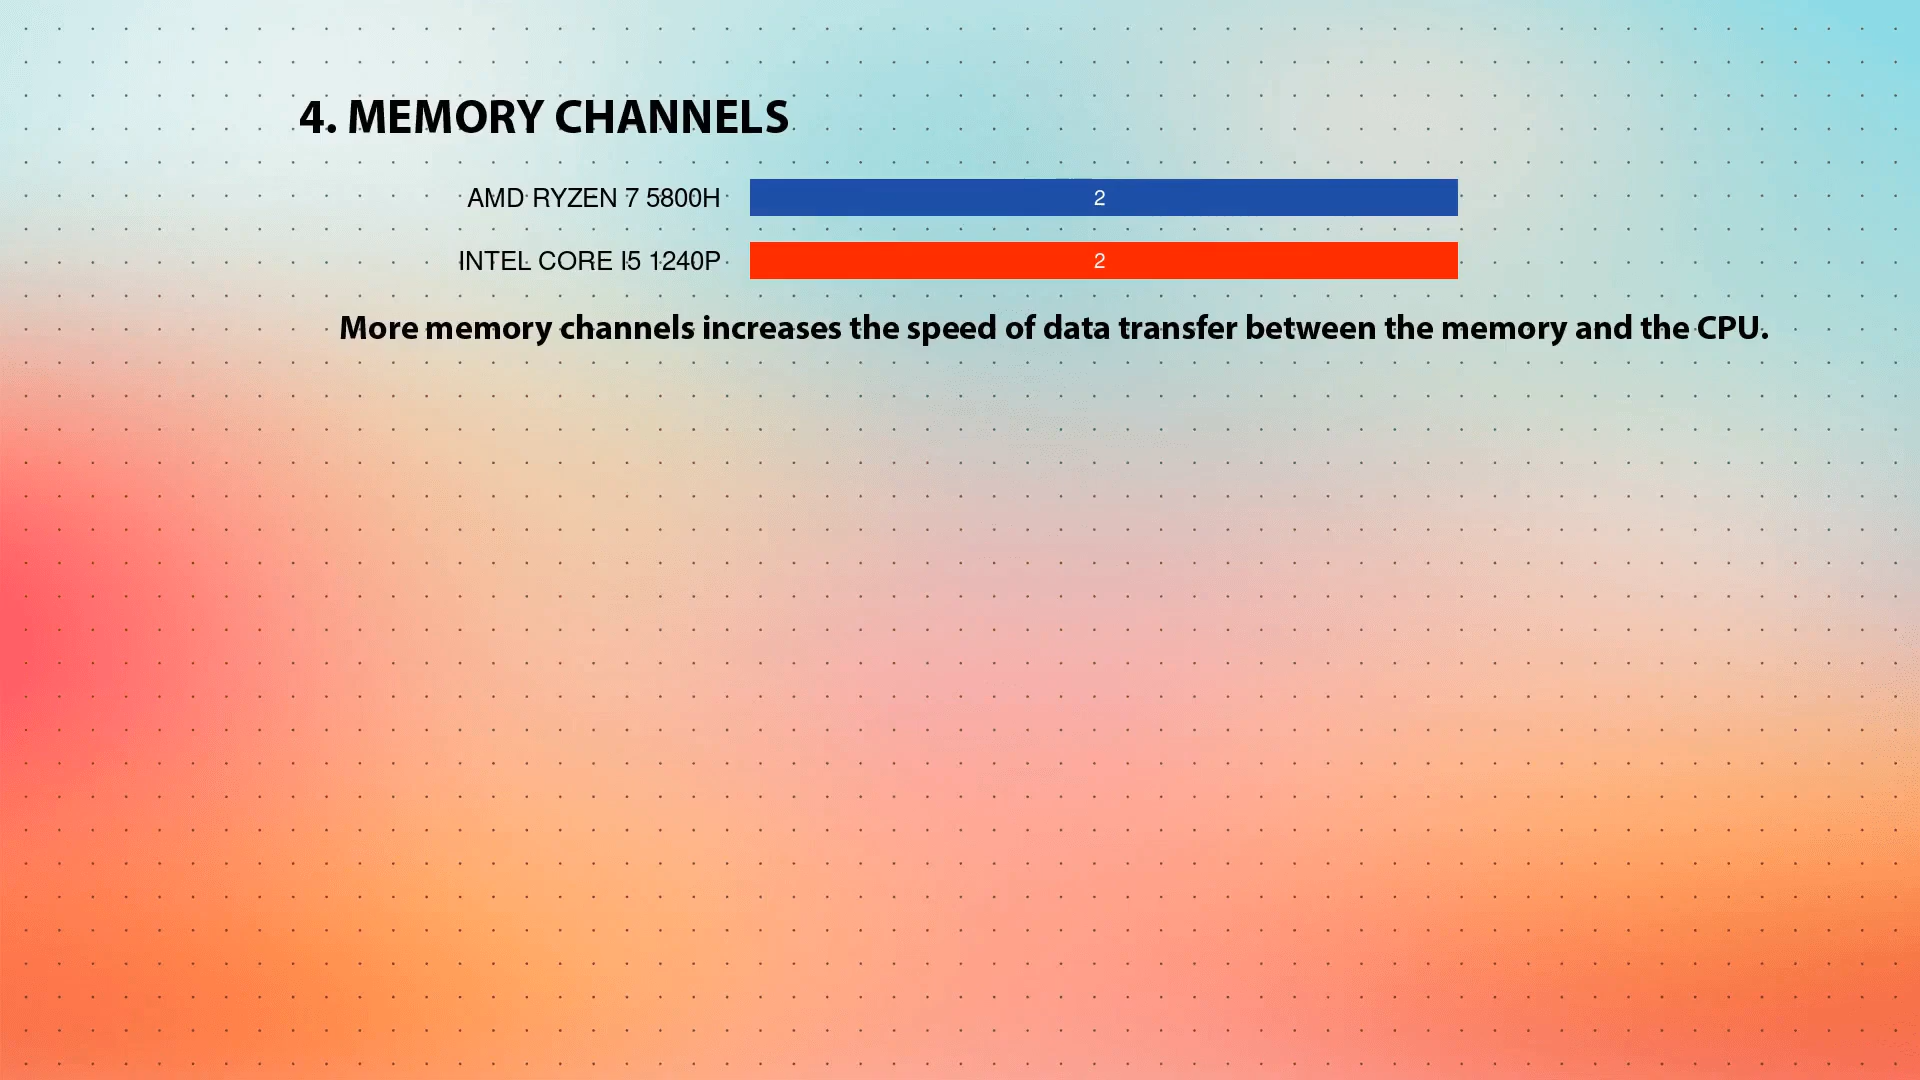 4. MEMORY CHANNELS
AMD RYZEN 7 5800H 2
INTEL CORE I5 1240P 2
More memory channels increases the speed of data transfer between the memory and the CPU.